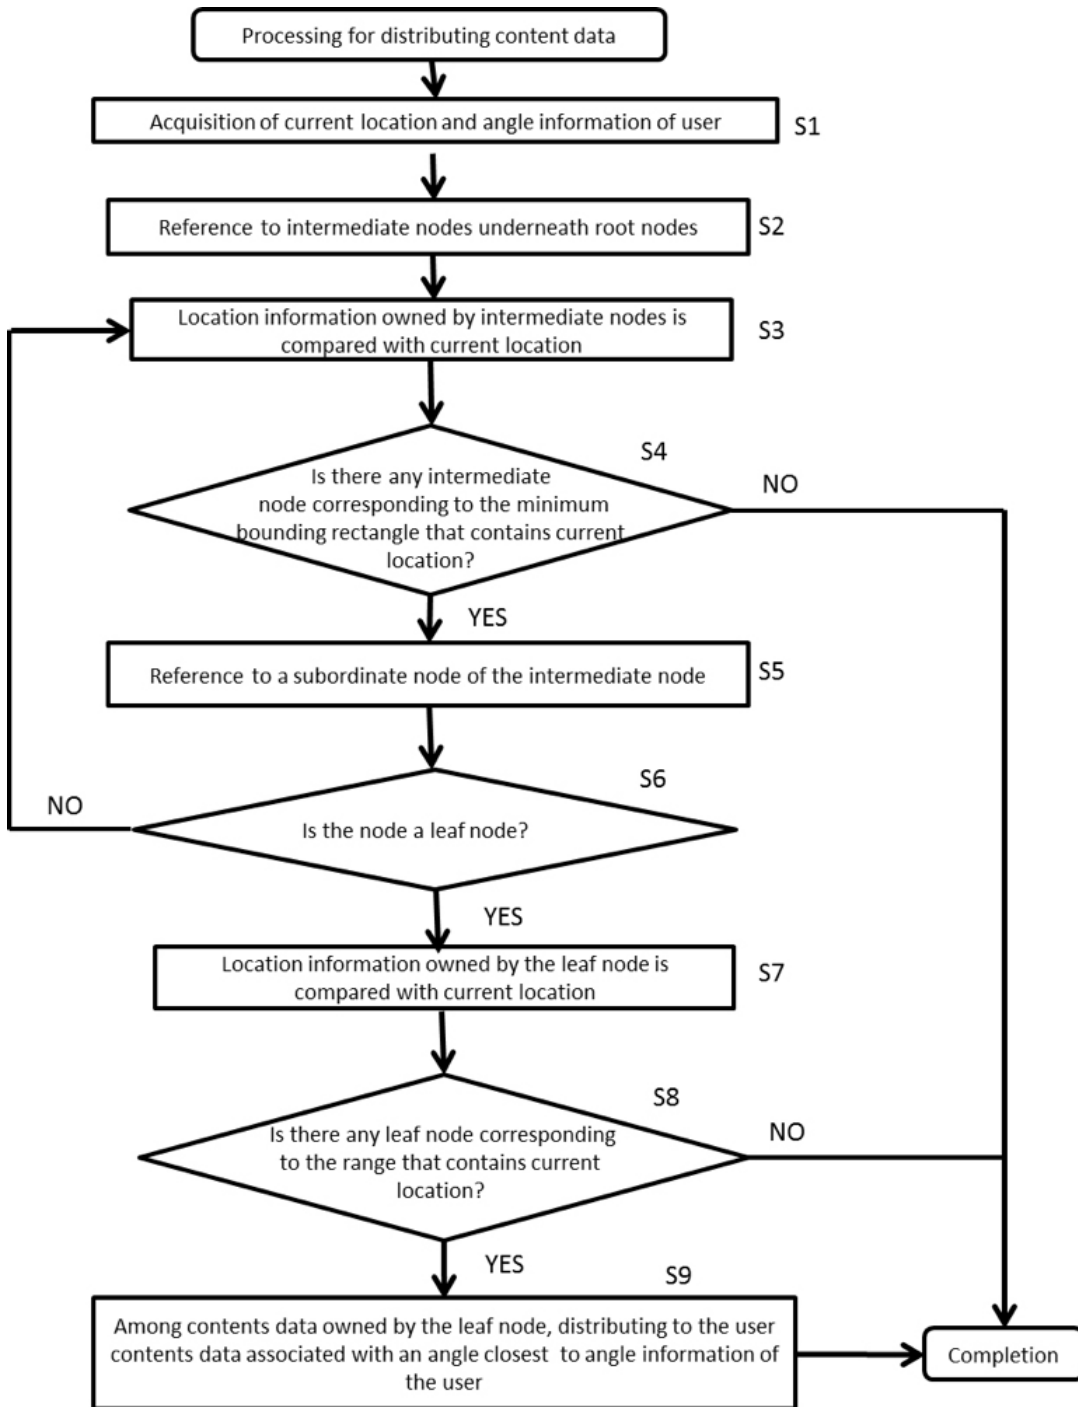 Processing for distributing content data
Acquisition of current location and angle information of user
S1
Reference to intermediate nodes underneath root nodes
S2
Location information owned by intermediate nodes is
compared with current location
S3
S4
Is there any intermediate
node corresponding to the minimum
bounding rectangle that contains current
location?
NO
YES
Reference to a subordinate node of the intermediate node
S5
S6
NO
Is the node a leaf node?
YES
Location information owned by the leaf node is
compared with current location
S7
S8
Is there any leaf node corresponding
to the range that contains current
location?
NO
YES
S9
Among contents data owned by the leaf node, distributing to the user
contents data associated with an angle closest to angle information of
the user
Completion